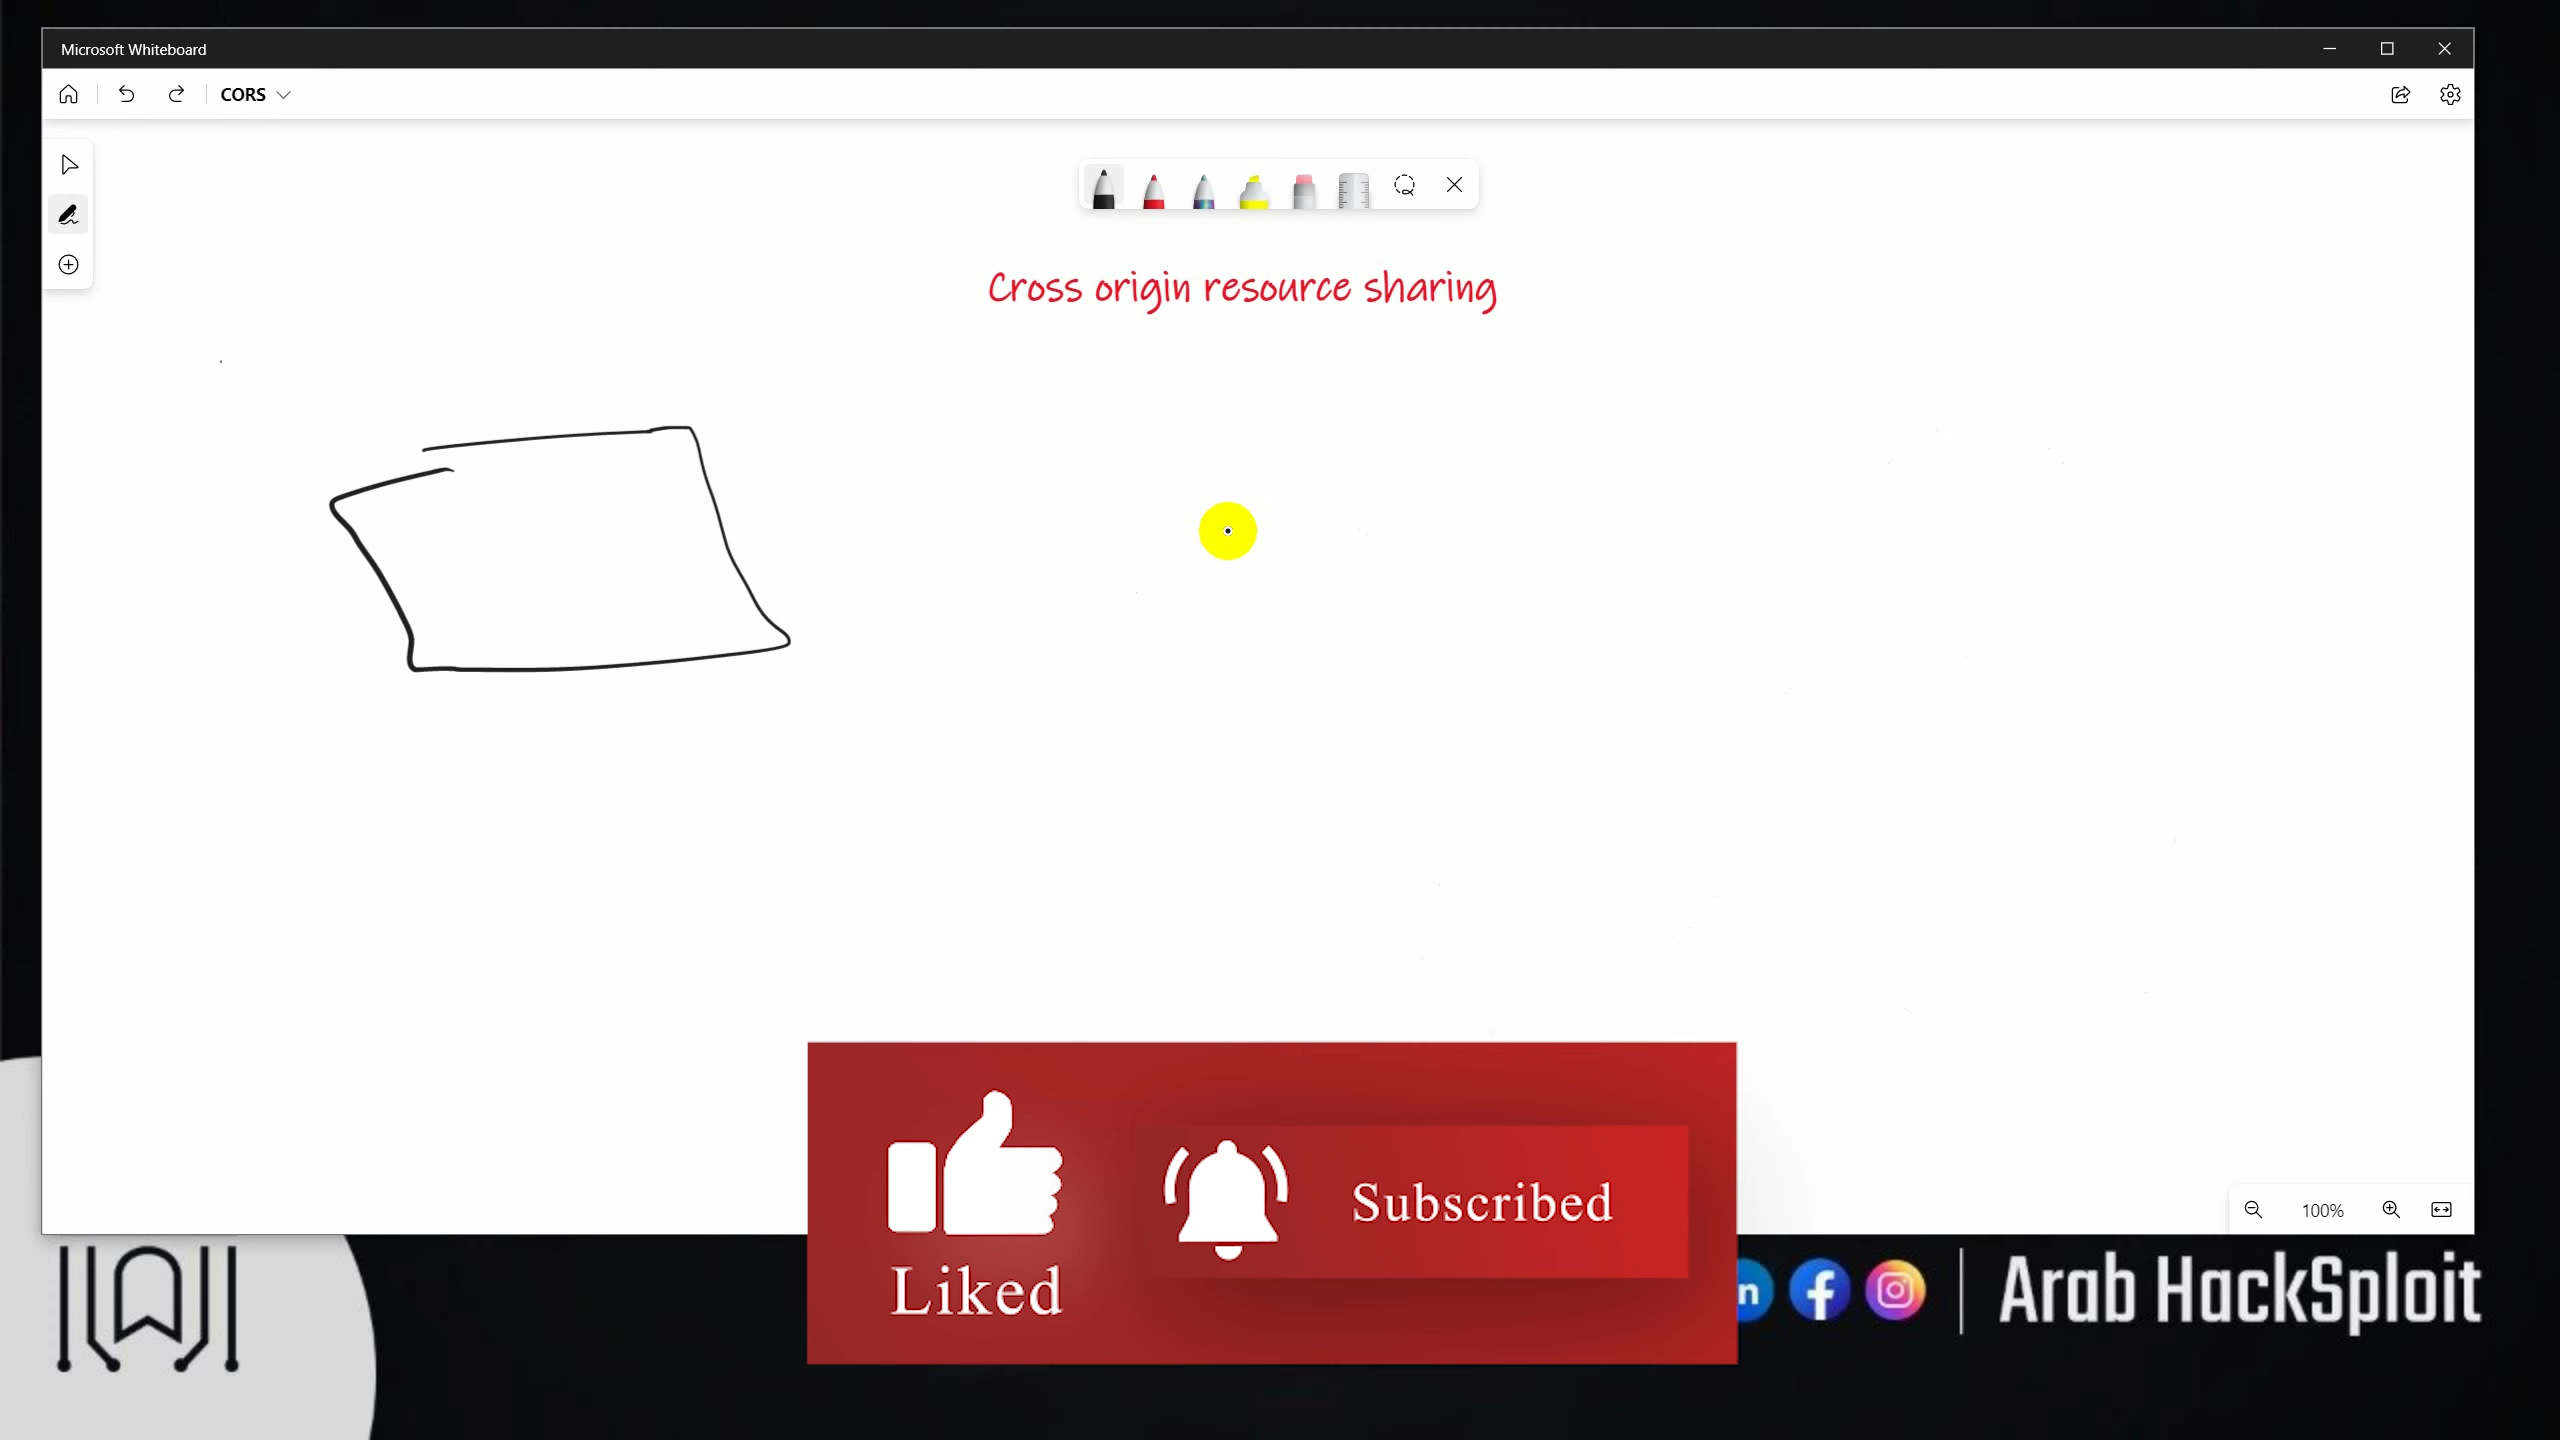 Microsoft Whiteboard
CORS
Cross origin resource sharing
Liked
Subscribed
100%
Arab HackSploit